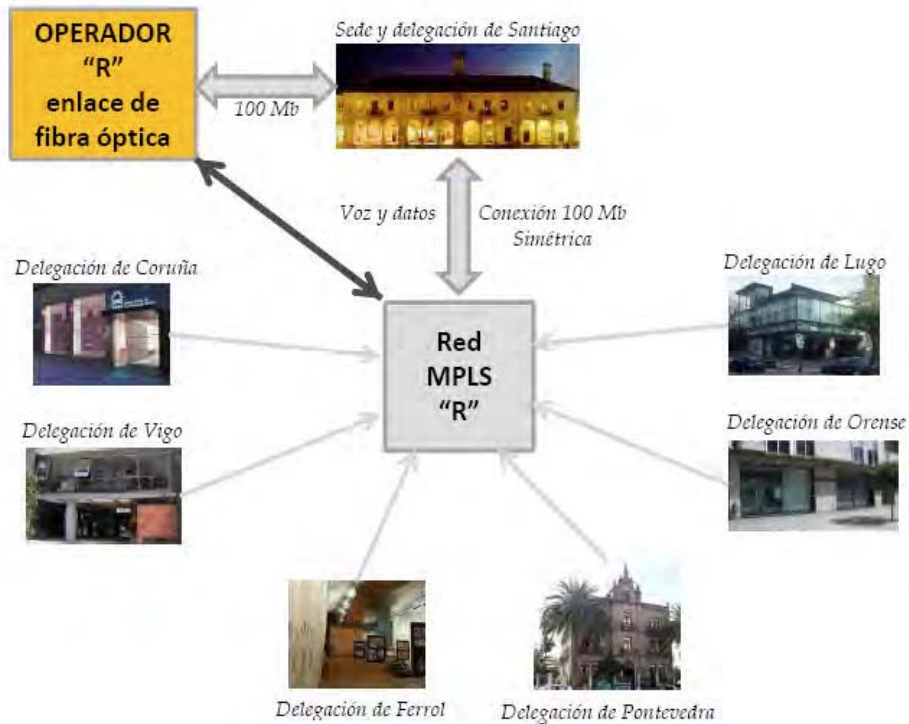 OPERADOR
“R”
enlace de
fibra óptica
100 Mb
Sede y delegación de Santiago
Voz y datos
Conexión 100 Mb
Simétrica
Delegación de Coruña
Delegación de Lugo
Red
MPLS
“R”
Delegación de Vigo
Delegación de Orense
Delegación de Ferrol
Delegación de Pontevedra